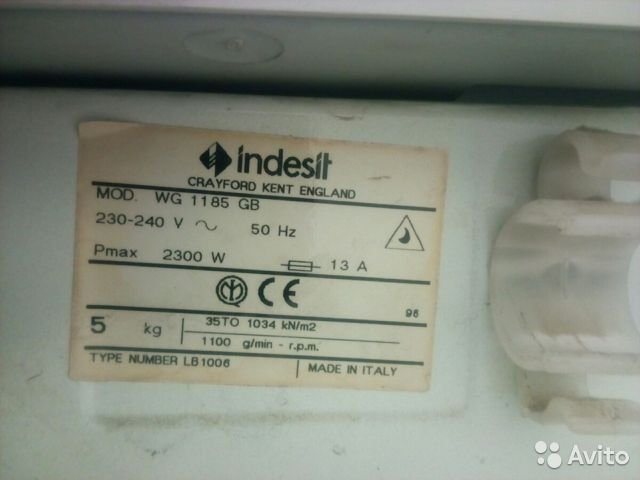 indesit
CRAYFORD KENT ENGLAND
MOD. WG 1185 GB
230-240 V 50 Hz
Pmax 2300 W 13 A
CE
96
5 kg
35TO 1034 kN/m2
1100 g/min - r.p.m.
TYPE NUMBER LB1006
MADE IN ITALY
Avito